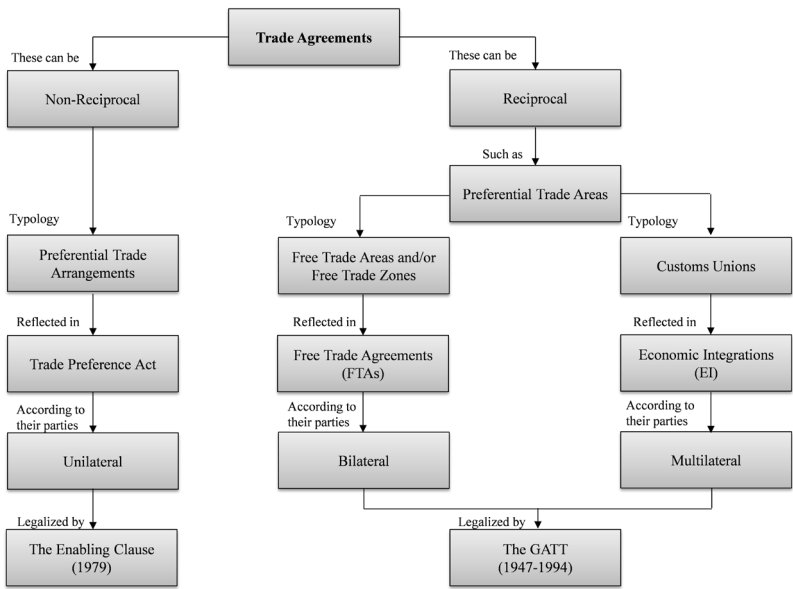 Trade Agreements
These can be
These can be
Non-Reciprocal
Reciprocal
Such as
Preferential Trade Areas
Typology
Typology
Typology
Preferential Trade
Arrangements
Free Trade Areas and/or
Free Trade Zones
Customs Unions
Reflected in
Reflected in
Reflected in
Trade Preference Act
Free Trade Agreements
(FTAs)
Economic Integrations
(EI)
According to
their parties
According to
their parties
According to
their parties
Unilateral
Bilateral
Multilateral
Legalized by
Legalized by
The Enabling Clause
(1979)
The GATT
(1947-1994)